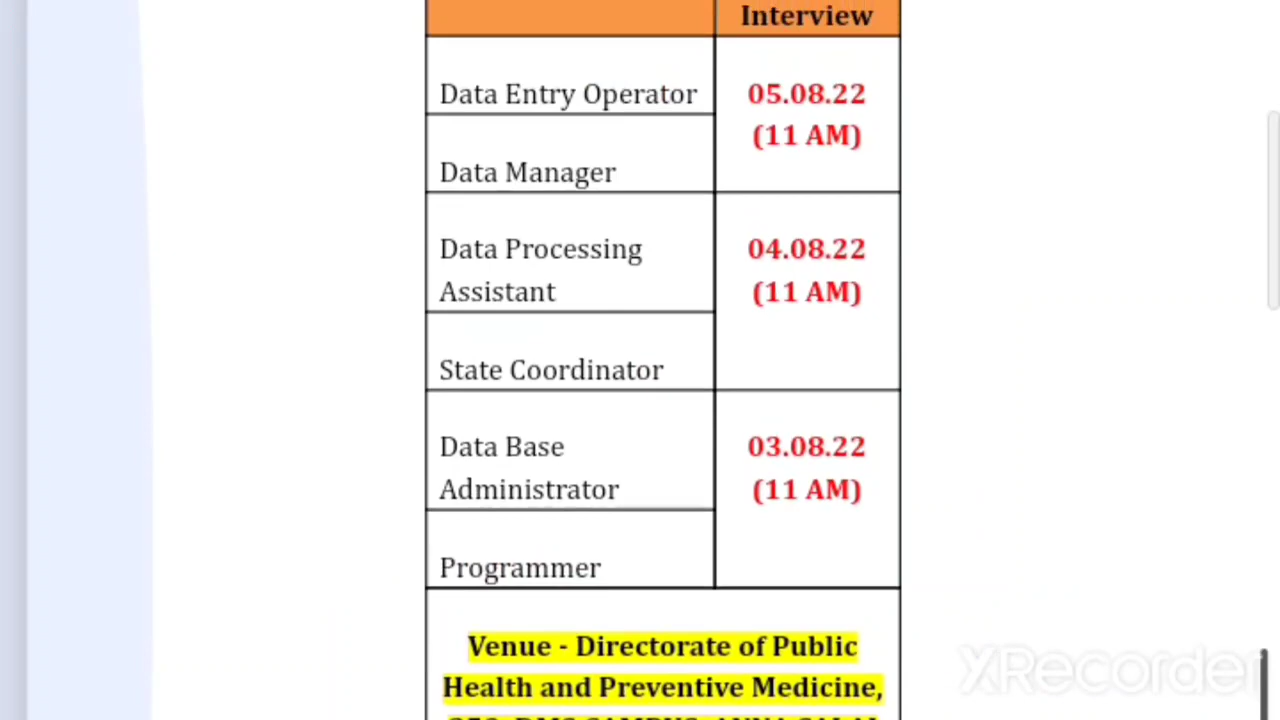 Interview
Data Entry Operator
05.08.22
(11 AM)
Data Manager
Data Processing
Assistant
04.08.22
(11 AM)
State Coordinator
Data Base
Administrator
03.08.22
(11 AM)
Programmer
Venue - Directorate of Public
Health and Preventive Medicine,
XRecorder